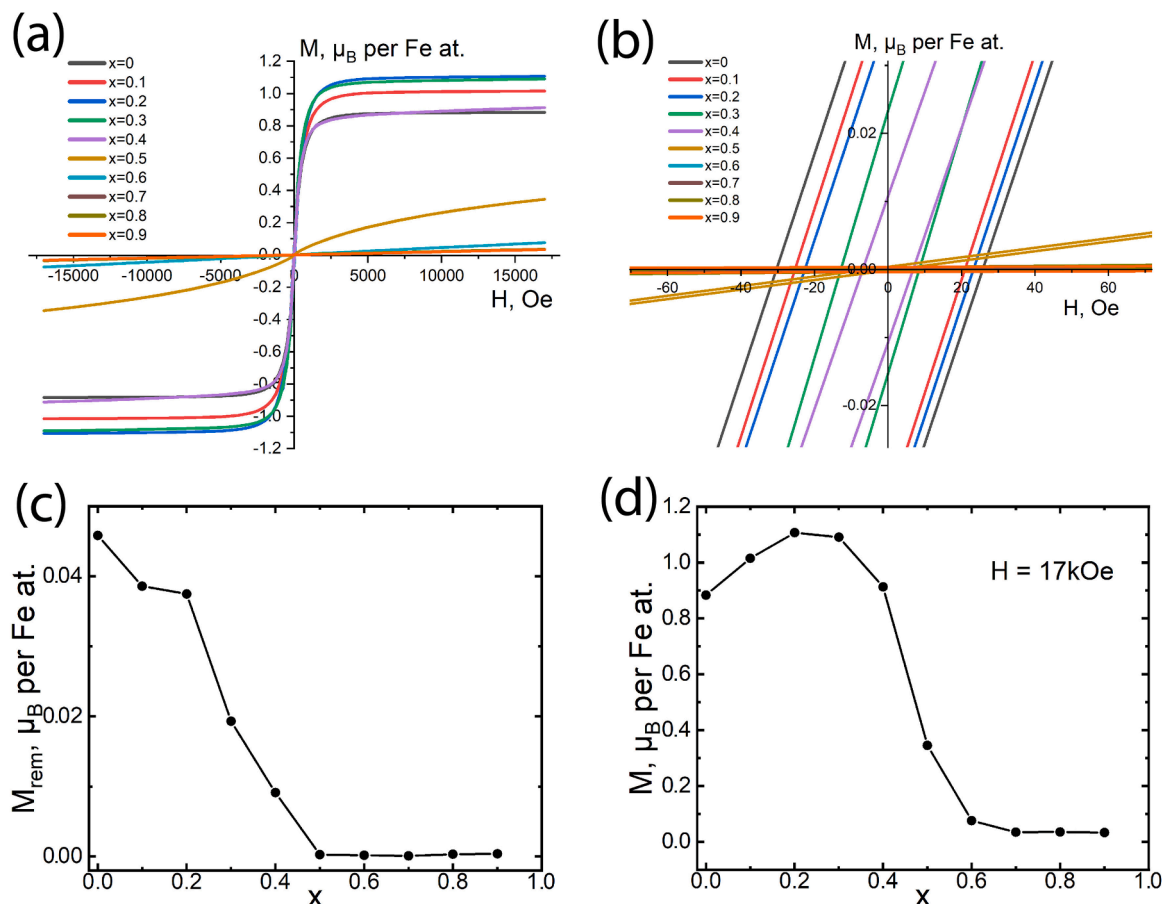 (a)
M, μB per Fe at.
x=0
x=0.1
x=0.2
x=0.3
x=0.4
x=0.5
x=0.6
x=0.7
x=0.8
x=0.9
1.2
1.0
0.8
0.6
0.4
0.2
0.0
-0.2
-0.4
-0.6
-0.8
-1.0
-1.2
-15000 -10000 -5000 0 5000 10000 15000
H, Oe
(b)
M, μB per Fe at.
x=0
x=0.1
x=0.2
x=0.3
x=0.4
x=0.5
x=0.6
x=0.7
x=0.8
x=0.9
0.02
0.00
-0.02
-60 -40 -20 0 20 40 60
H, Oe
(c)
Mrem, μB per Fe at.
0.04
0.02
0.00
0.0 0.2 0.4 0.6 0.8 1.0
x
(d)
M, μB per Fe at.
H = 17kOe
1.2
1.0
0.8
0.6
0.4
0.2
0.0
0.0 0.2 0.4 0.6 0.8 1.0
x